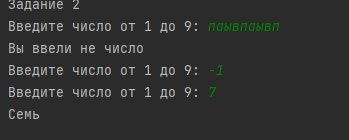 Задание 2
Введите число от 1 до 9: паывпаывп
Вы ввели не число
Введите число от 1 до 9: -1
Введите число от 1 до 9: 7
Семь